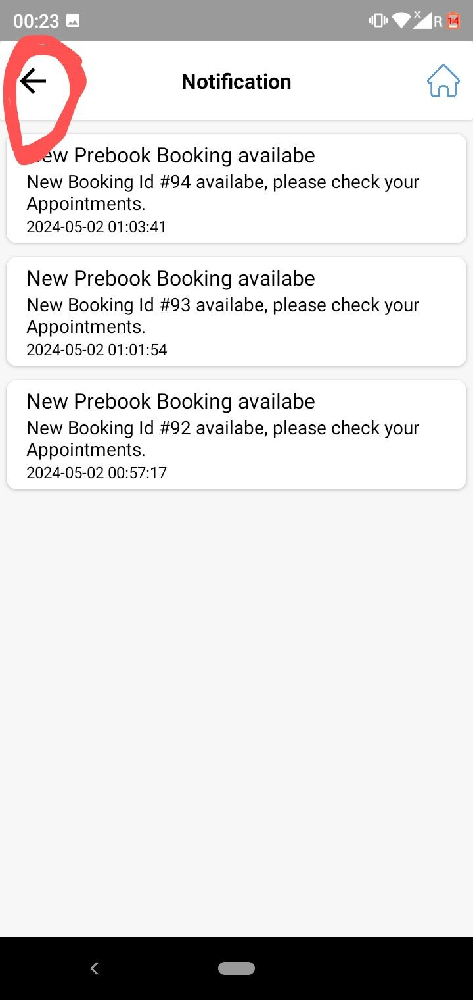 00:23
R
14
Notification
New Prebook Booking availabe
New Booking Id #94 availabe, please check your
Appointments.
2024-05-02 01:03:41
New Prebook Booking availabe
New Booking Id #93 availabe, please check your
Appointments.
2024-05-02 01:01:54
New Prebook Booking availabe
New Booking Id #92 availabe, please check your
Appointments.
2024-05-02 00:57:17